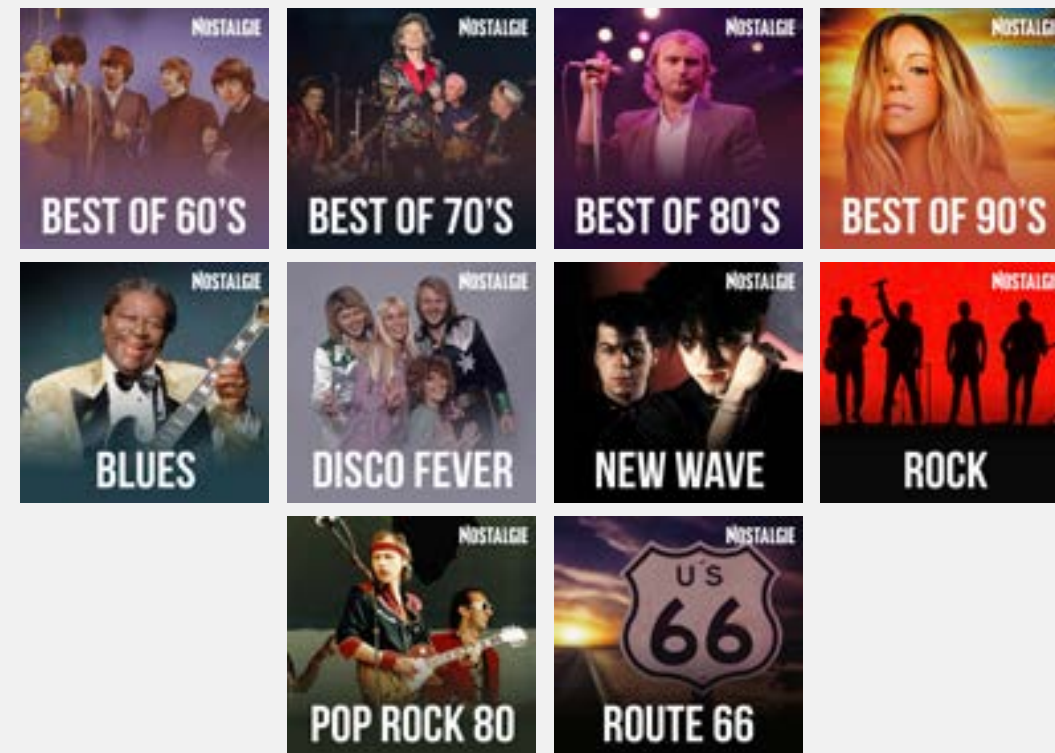 NOSTALGIE
BEST OF 60'S
NOSTALGIE
BEST OF 70'S
NOSTALGIE
BEST OF 80'S
NOSTALGIE
BEST OF 90'S
NOSTALGIE
BLUES
NOSTALGIE
DISCO FEVER
NOSTALGIE
NEW WAVE
NOSTALGIE
ROCK
NOSTALGIE
POP ROCK 80
NOSTALGIE
U'S
66
ROUTE 66